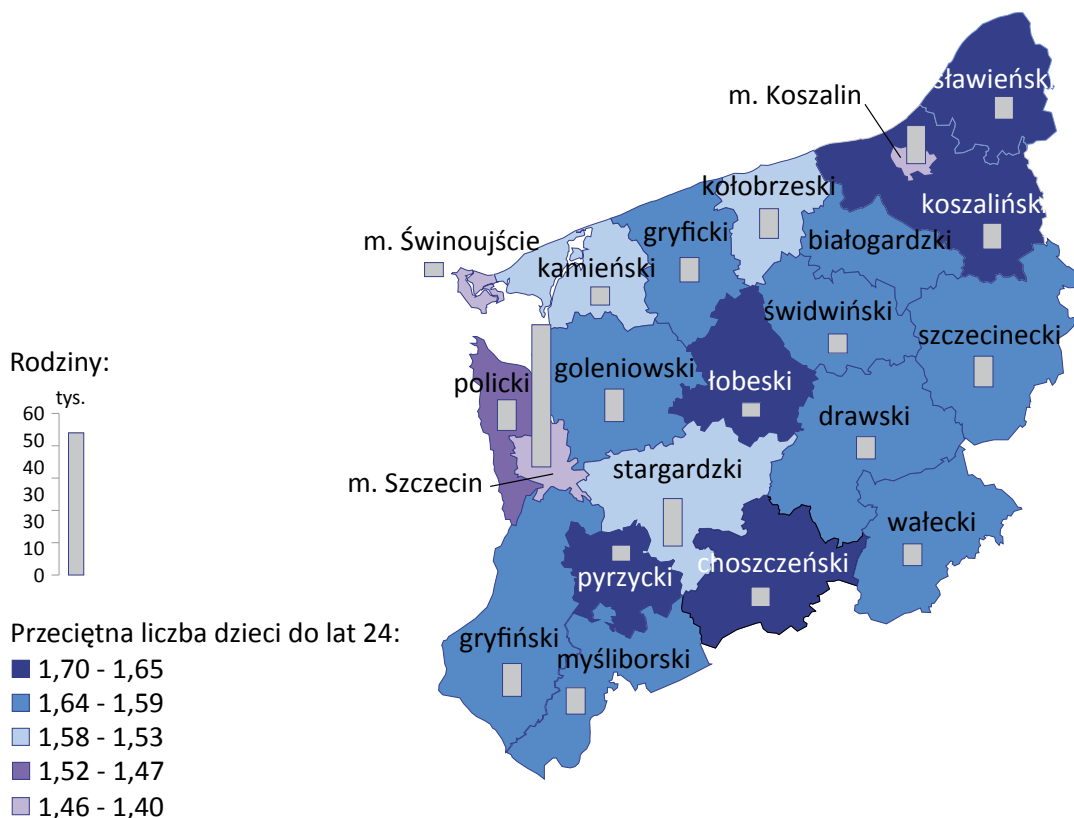 sławieński
m. Koszalin
kołobrzeski
koszaliński
m. Świnoujście
gryficki
białogardzki
kamieński
świdwiński
szczecinecki
Rodziny:
policki
goleniowski
łobeski
tys.
60
50
40
30
30
10
0
drawski
stargardzki
m. Szczecin
wałecki
choszczeński
pyrzycki
Przeciętna liczba dzieci do lat 24:
gryfiński
myśliborski
1,70 - 1,65
1,64 - 1,59
1,58 - 1,53
1,52 - 1,47
1,46 - 1,40